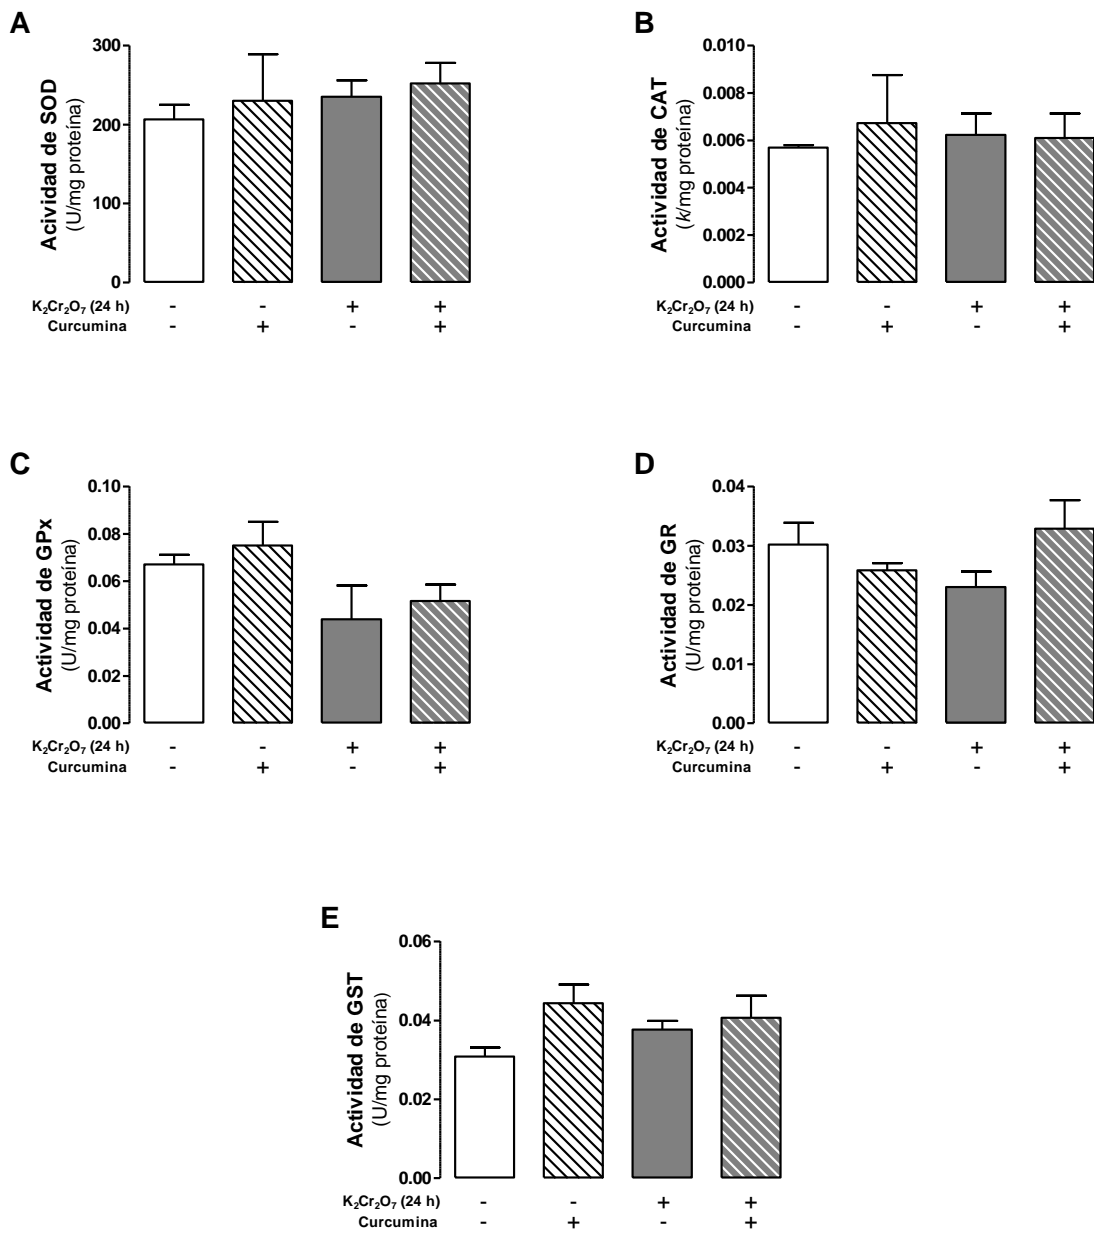 A
Acividad de SOD
(U/mg proteína)
300
200
100
0
K₂Cr₂O₇ (24 h) - - + +
Curcumina - + - +
B
Actividad de CAT
(k/mg proteína)
0.010
0.008
0.006
0.004
0.002
0.000
K₂Cr₂O₇ (24 h) - - + +
Curcumina - + - +
C
Actividad de GPx
(U/mg proteína)
0.10
0.08
0.06
0.04
0.02
0.00
K₂Cr₂O₇ (24 h) - - + +
Curcumina - + - +
D
Actividad de GR
(U/mg proteína)
0.04
0.03
0.02
0.01
0.00
K₂Cr₂O₇ (24 h) - - + +
Curcumina - + - +
E
Actividad de GST
(U/mg proteína)
0.06
0.04
0.02
0.00
K₂Cr₂O₇ (24 h) - - + +
Curcumina - + - +